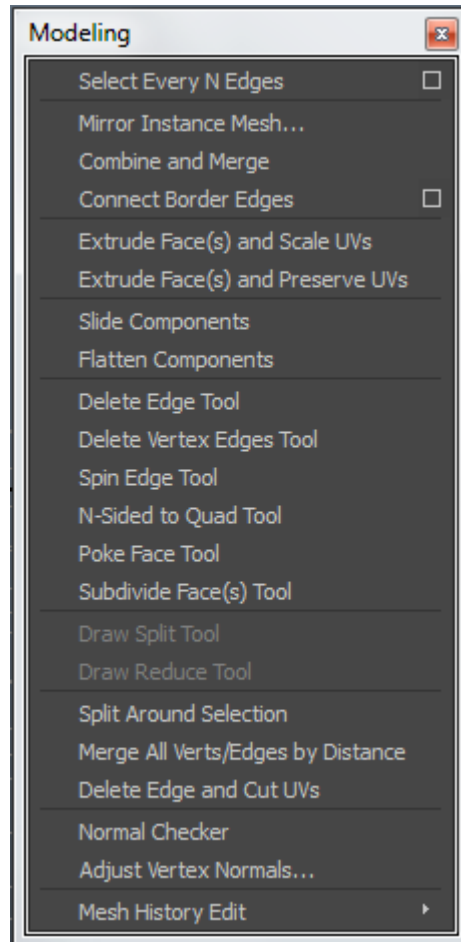 Modeling
Select Every N Edges
Mirror Instance Mesh...
Combine and Merge
Connect Border Edges
Extrude Face(s) and Scale UVs
Extrude Face(s) and Preserve UVs
Slide Components
Flatten Components
Delete Edge Tool
Delete Vertex Edges Tool
Spin Edge Tool
N-Sided to Quad Tool
Poke Face Tool
Subdivide Face(s) Tool
Draw Split Tool
Draw Reduce Tool
Split Around Selection
Merge All Verts/Edges by Distance
Delete Edge and Cut UVs
Normal Checker
Adjust Vertex Normals...
Mesh History Edit